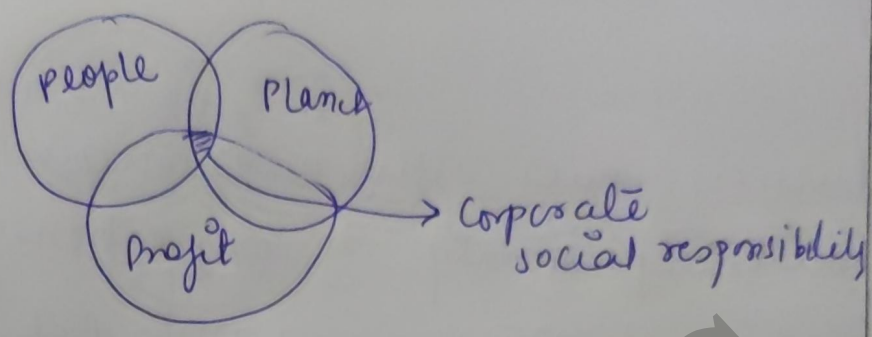 People
Planet
Profit
Corporate
social responsibility